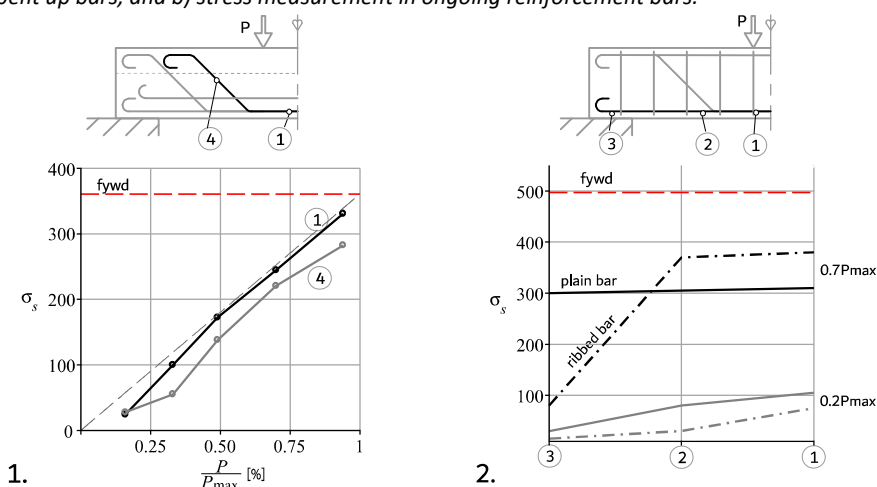 bent up bars, and by stress measurement in ongoing reinforcement bars.
P
4
1
P
3
2
1
400
300
200
100
0
fywd
1
4
σs
0.25
0.50
0.75
1
P
Pmax
[%]
1.
500
400
300
200
100
fywd
plain bar
ribbed bar
0.7Pmax
0.2Pmax
σs
3
2
1
2.